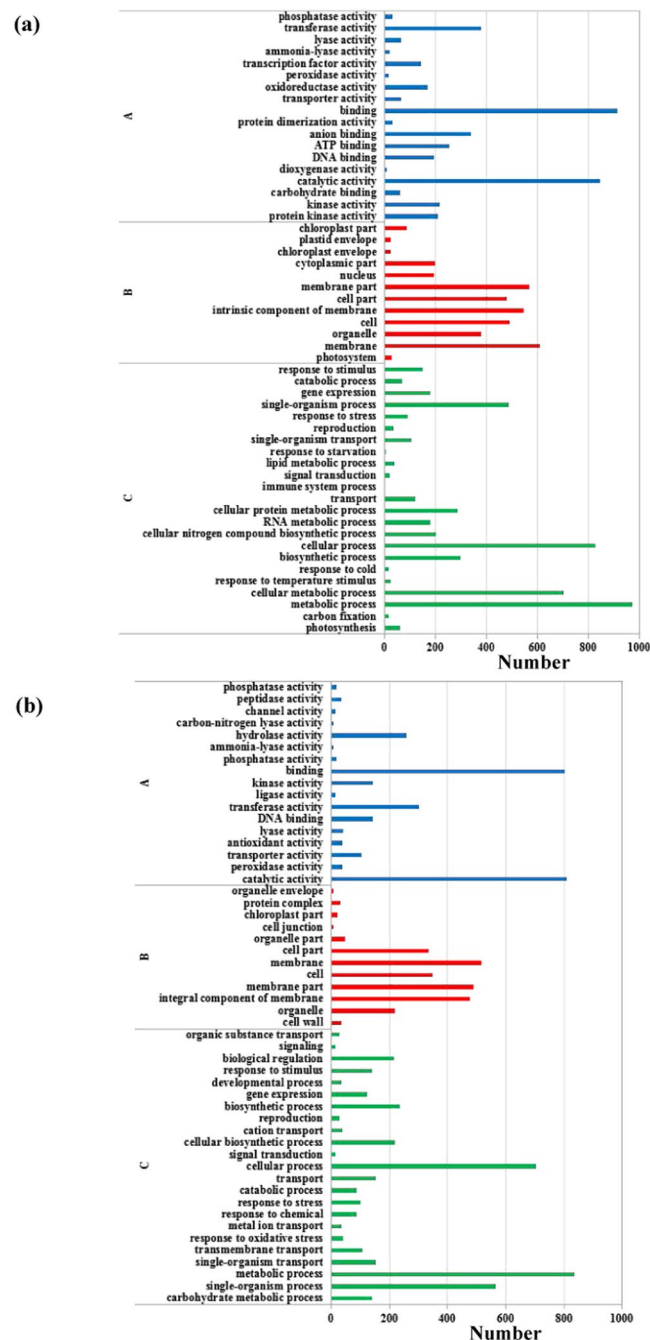 (a)
A
phosphatase activity
transferase activity
lyase activity
ammonia-lyase activity
transcription factor activity
peroxidase activity
oxidoreductase activity
transporter activity
binding
protein dimerization activity
anion binding
ATP binding
DNA binding
dioxygenase activity
catalytic activity
carbohydrate binding
kinase activity
protein kinase activity
B
chloroplast part
plastid envelope
chloroplast envelope
cytoplasmic part
nucleus
membrane part
cell part
intrinsic component of membrane
cell
organelle
membrane
photosystem
C
response to stimulus
catabolic process
gene expression
single-organism process
response to stress
reproduction
single-organism transport
response to starvation
lipid metabolic process
signal transduction
immune system process
transport
cellular protein metabolic process
RNA metabolic process
cellular nitrogen compound biosynthetic process
cellular process
biosynthetic process
response to cold
response to temperature stimulus
cellular metabolic process
metabolic process
carbon fixation
photosynthesis
0 200 400 600 800 1000
Number
(b)
A
phosphatase activity
peptidase activity
channel activity
carbon-nitrogen lyase activity
hydrolase activity
ammonia-lyase activity
phosphatase activity
binding
kinase activity
ligase activity
transferase activity
DNA binding
lyase activity
antioxidant activity
transporter activity
peroxidase activity
catalytic activity
B
organelle envelope
protein complex
chloroplast part
cell junction
organelle part
cell part
membrane
cell
membrane part
integral component of membrane
organelle
cell wall
C
organic substance transport
signaling
biological regulation
response to stimulus
developmental process
gene expression
biosynthetic process
reproduction
cation transport
cellular biosynthetic process
signal transduction
cellular process
transport
catabolic process
response to stress
response to chemical
metal ion transport
response to oxidative stress
transmembrane transport
single-organism transport
metabolic process
single-organism process
carbohydrate metabolic process
0 200 400 600 800 1000
Number